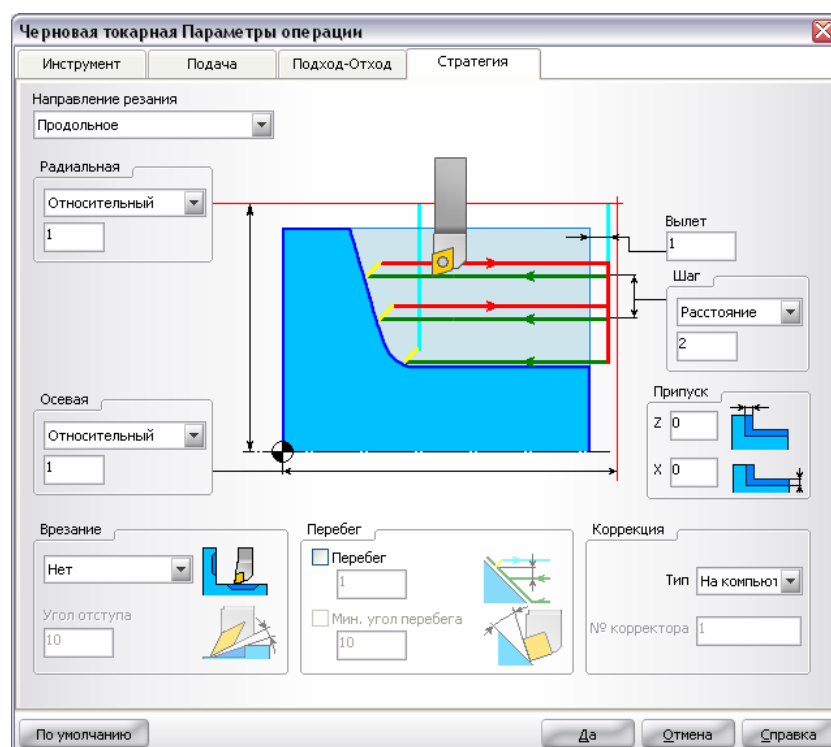 Черновая токарная Параметры операции
Инструмент
Подача
Подход-Отход
Стратегия
Направление резания
Продольное
Радиальная
Относительный
1
Вылет
1
Шаг
Расстояние
2
Осевая
Относительный
1
Припуск
Z 0
X 0
Врезание
Нет
Угол отступа
10
Перебег
Перебег
1
Мин. угол перебега
10
Коррекция
Тип На компьют
№ корректора 1
По умолчанию
Да
Отмена
Справка